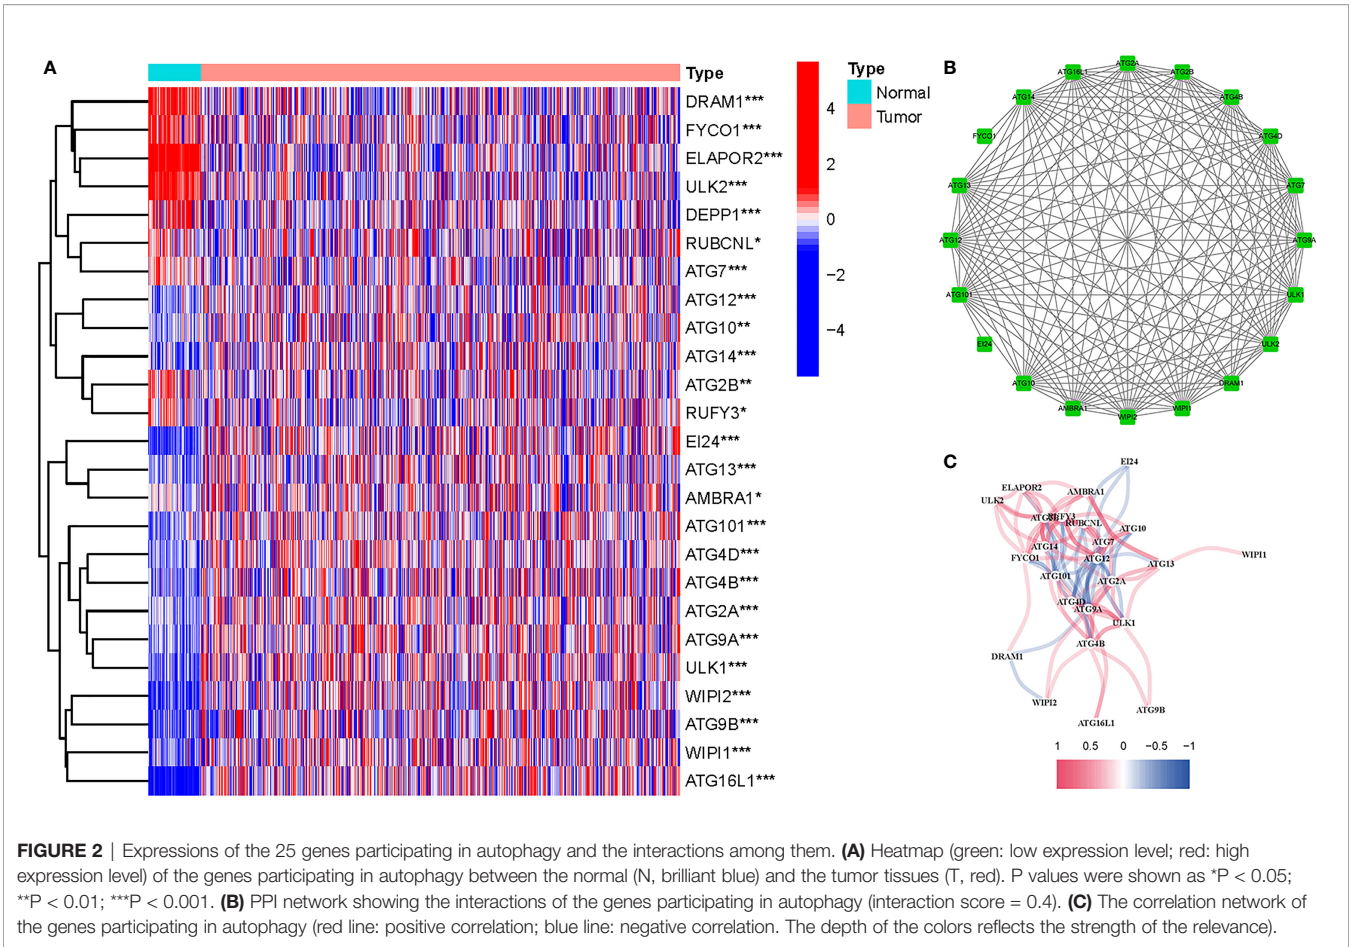 A
Type
DRAM1***
FYCO1***
ELAPOR2***
ULK2***
DEPP1***
RUBCNL*
ATG7***
ATG12***
ATG10**
ATG14***
ATG2B**
RUFY3*
EI24***
ATG13***
AMBRA1*
ATG101***
ATG4D***
ATG4B***
ATG2A***
ATG9A***
ULK1***
WIPI2***
ATG9B***
WIPI1***
ATG16L1***
4
2
0
−2
−4
Type
Normal
Tumor
B
ATG2A
ATG16L1
ATG2B
ATG14
ATG4B
FYCO1
ATG4D
ATG13
ATG7
ATG12
ATG9A
ATG101
ULK1
EI24
ULK2
ATG10
DRAM1
AMBRA1
WIPI2
WIPI1
C
EI24
ELAPOR2
AMBRA1
ULK2
ATG2B
RUFY3
RUBCNL
ATG10
ATG14
ATG7
FYCO1
ATG12
ATG13
WIPI1
ATG101
ATG2A
ATG4D
ATG9A
ULK1
ATG4B
DRAM1
WIPI2
ATG9B
ATG16L1
1 0.5 0 −0.5 −1
FIGURE 2 | Expressions of the 25 genes participating in autophagy and the interactions among them. (A) Heatmap (green: low expression level; red: high
expression level) of the genes participating in autophagy between the normal (N, brilliant blue) and the tumor tissues (T, red). P values were shown as *P < 0.05;
**P < 0.01; ***P < 0.001. (B) PPI network showing the interactions of the genes participating in autophagy (interaction score = 0.4). (C) The correlation network of
the genes participating in autophagy (red line: positive correlation; blue line: negative correlation. The depth of the colors reflects the strength of the relevance).